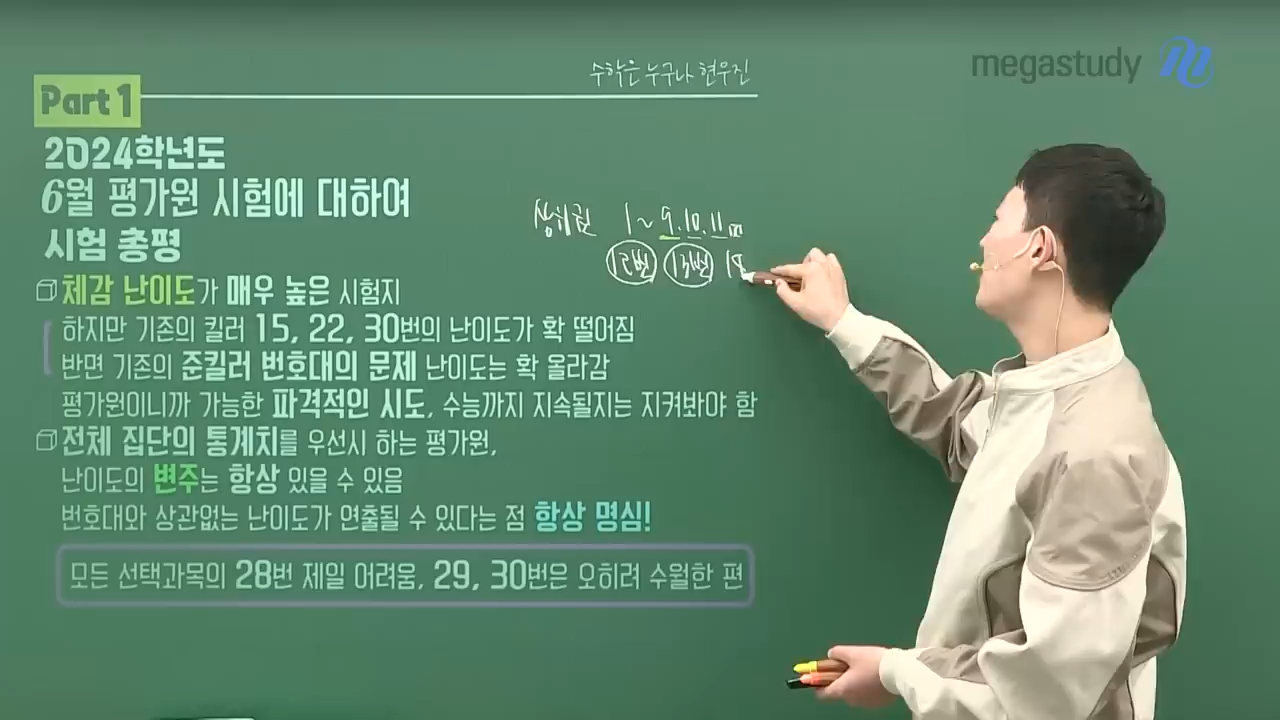 megastudy
수학은 누구나 현우진
Part 1
2024학년도
6월 평가원 시험에 대하여
시험 총평
상위권 1~9.10.11번
12번 13번
체감 난이도가 매우 높은 시험지
하지만 기존의 킬러 15, 22, 30번의 난이도가 확 떨어짐
반면 기존의 준킬러 번호대의 문제 난이도는 확 올라감
평가원이니까 가능한 파격적인 시도, 수능까지 지속될지는 지켜봐야 함
전체 집단의 통계치를 우선시 하는 평가원,
난이도의 변주는 항상 있을 수 있음
번호대와 상관없는 난이도가 연출될 수 있다는 점 항상 명심!
모든 선택과목의 28번 제일 어려움, 29, 30번은 오히려 수월한 편